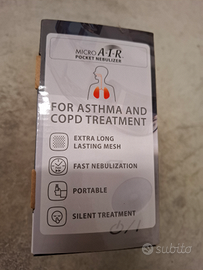 MICRO AIR
POCKET NEBULIZER
FOR ASTHMA AND
COPD TREATMENT
EXTRA LONG
LASTING MESH
FAST NEBULIZATION
PORTABLE
SILENT TREATMENT
subito